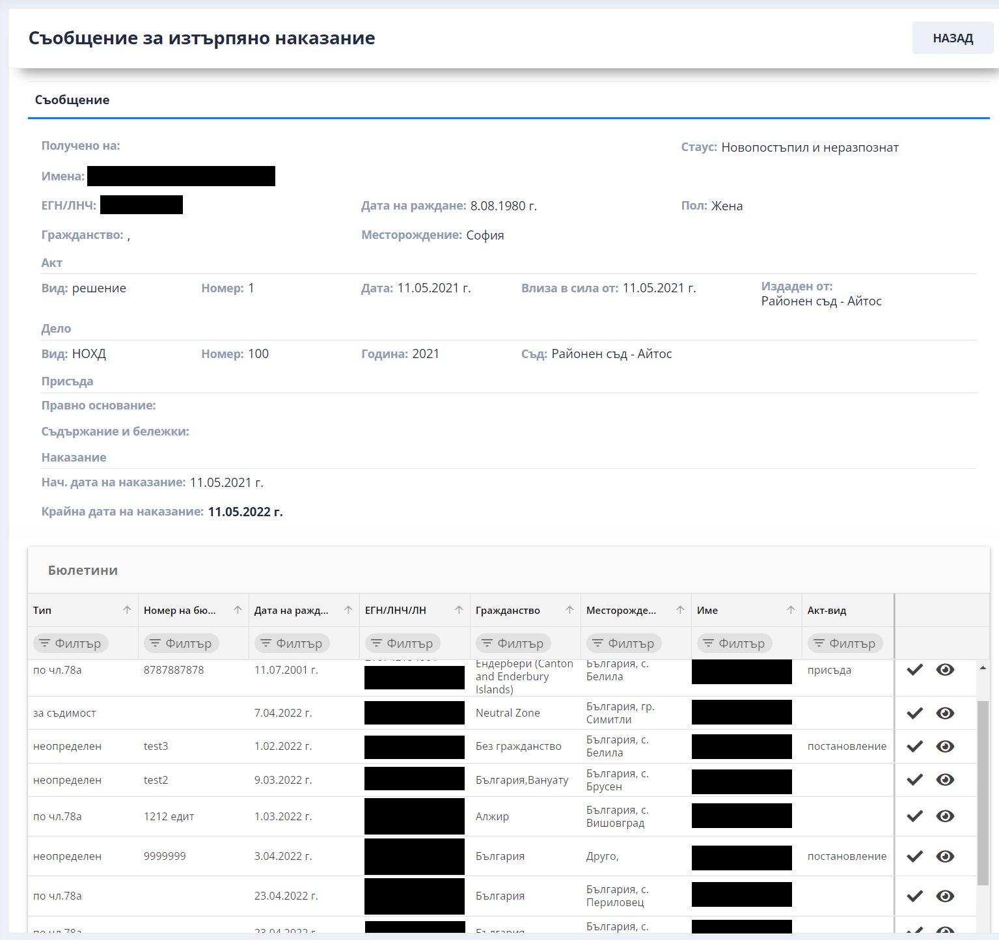 Съобщение за изтърпяно наказание
НАЗАД
Съобщение
Получено на:
Стаус: Новопостъпил и неразпознат
Имена:
ЕГН/ЛНЧ:
Дата на раждане: 8.08.1980 г.
Пол: Жена
Гражданство: ,
Месторождение: София
Акт
Вид: решение
Номер: 1
Дата: 11.05.2021 г.
Влиза в сила от: 11.05.2021 г.
Издаден от:
Районен съд - Айтос
Дело
Вид: НОХД
Номер: 100
Година: 2021
Съд: Районен съд - Айтос
Присъда
Правно основание:
Съдържание и бележки:
Наказание
Нач. дата на наказание: 11.05.2021 г.
Крайна дата на наказание: 11.05.2022 г.
Бюлетини
Тип
Номер на бю...
Дата на ражд...
ЕГН/ЛНЧ/ЛН
Гражданство
Месторожде...
Име
Акт-вид
Филтър
Филтър
Филтър
Филтър
Филтър
Филтър
Филтър
Филтър
по чл.78а
8787887878
11.07.2001 г.
Ендербери (Canton
and Enderbury
Islands)
България, с.
Белила
присъда
за съдимост
7.04.2022 г.
Neutral Zone
България, гр.
Симитли
неопределен
test3
1.02.2022 г.
Без гражданство
България, с.
Белила
постановление
неопределен
test2
9.03.2022 г.
България,Вануату
България, с.
Брусен
по чл.78а
1212 едит
1.03.2022 г.
Алжир
България, с.
Вишовград
неопределен
9999999
3.04.2022 г.
България
Друго,
постановление
по чл.78а
23.04.2022 г.
България
България, с.
Периловец
по чл.78а
23.04.2022 г.
България
България, с.